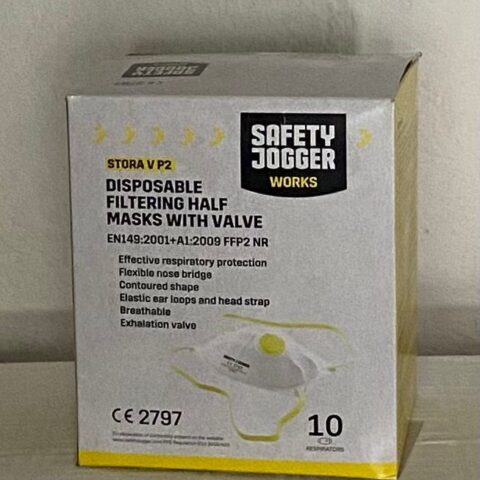 SAFETY
SAFETY
JOGGER
WORKS
STORA V P2
DISPOSABLE
FILTERING HALF
MASKS WITH VALVE
EN149:2001+A1:2009 FFP2 NR
Effective respiratory protection
Flexible nose bridge
Contoured shape
Elastic ear loops and head strap
Breathable
Exhalation valve
CE 2797
10
RESPIRATORS